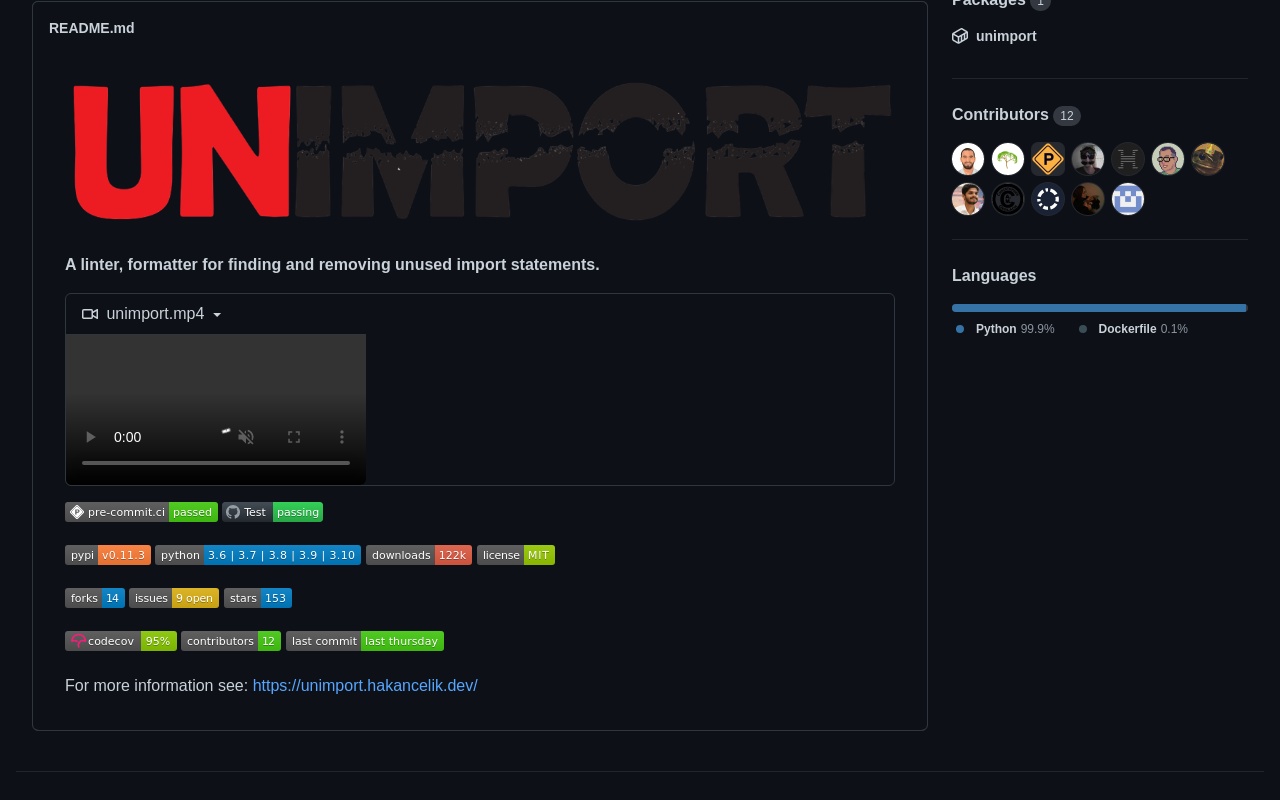 Packages 1
README.md
unimport
UNIMPORT
Contributors 12
A linter, formatter for finding and removing unused import statements.
Languages
unimport.mp4
Python 99.9% Dockerfile 0.1%
0:00
pre-commit.ci passed Test passing
pypi v0.11.3 python 3.6 | 3.7 | 3.8 | 3.9 | 3.10 downloads 122k license MIT
forks 14 issues 9 open stars 153
codecov 95% contributors 12 last commit last thursday
For more information see: https://unimport.hakancelik.dev/